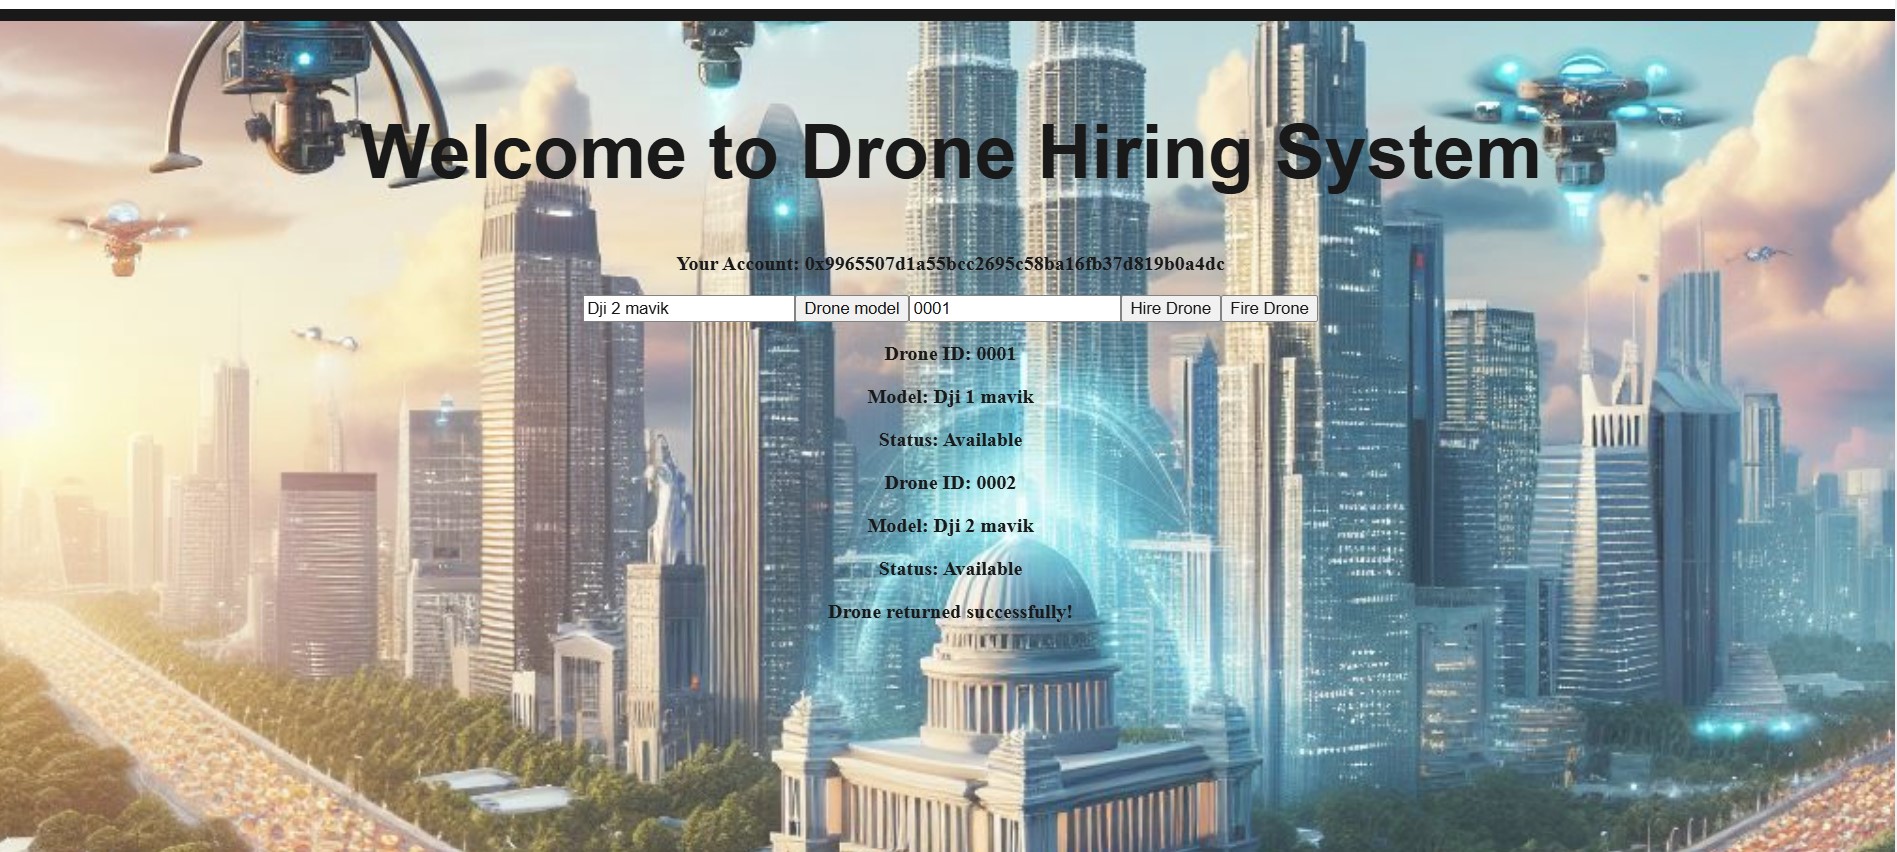 Welcome to Drone Hiring System
Your Account: 0x9965507d1a55bcc2695c58ba16fb37d819b0a4dc
Dji 2 mavik Drone model 0001 Hire Drone Fire Drone
Drone ID: 0001
Model: Dji 1 mavik
Status: Available
Drone ID: 0002
Model: Dji 2 mavik
Status: Available
Drone returned successfully!